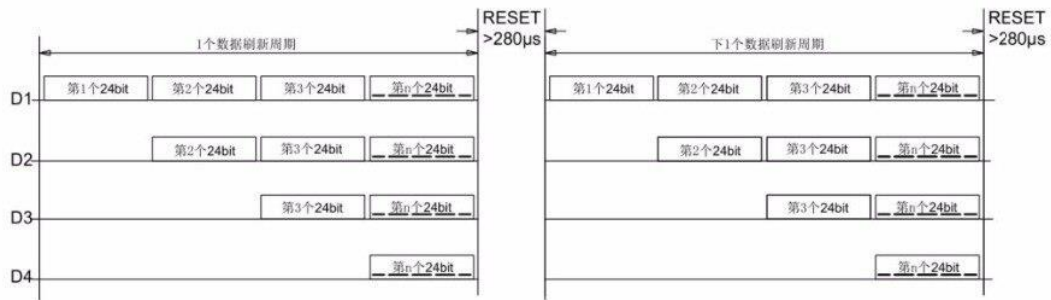 RESET
>280μs
RESET
>280μs
1个数据刷新周期
下1个数据刷新周期
D1 第1个24bit 第2个24bit 第3个24bit 第n个24bit 第1个24bit 第2个24bit 第3个24bit 第n个24bit
D2 第2个24bit 第3个24bit 第n个24bit 第2个24bit 第3个24bit 第n个24bit
D3 第3个24bit 第n个24bit 第3个24bit 第n个24bit
D4 第n个24bit 第n个24bit